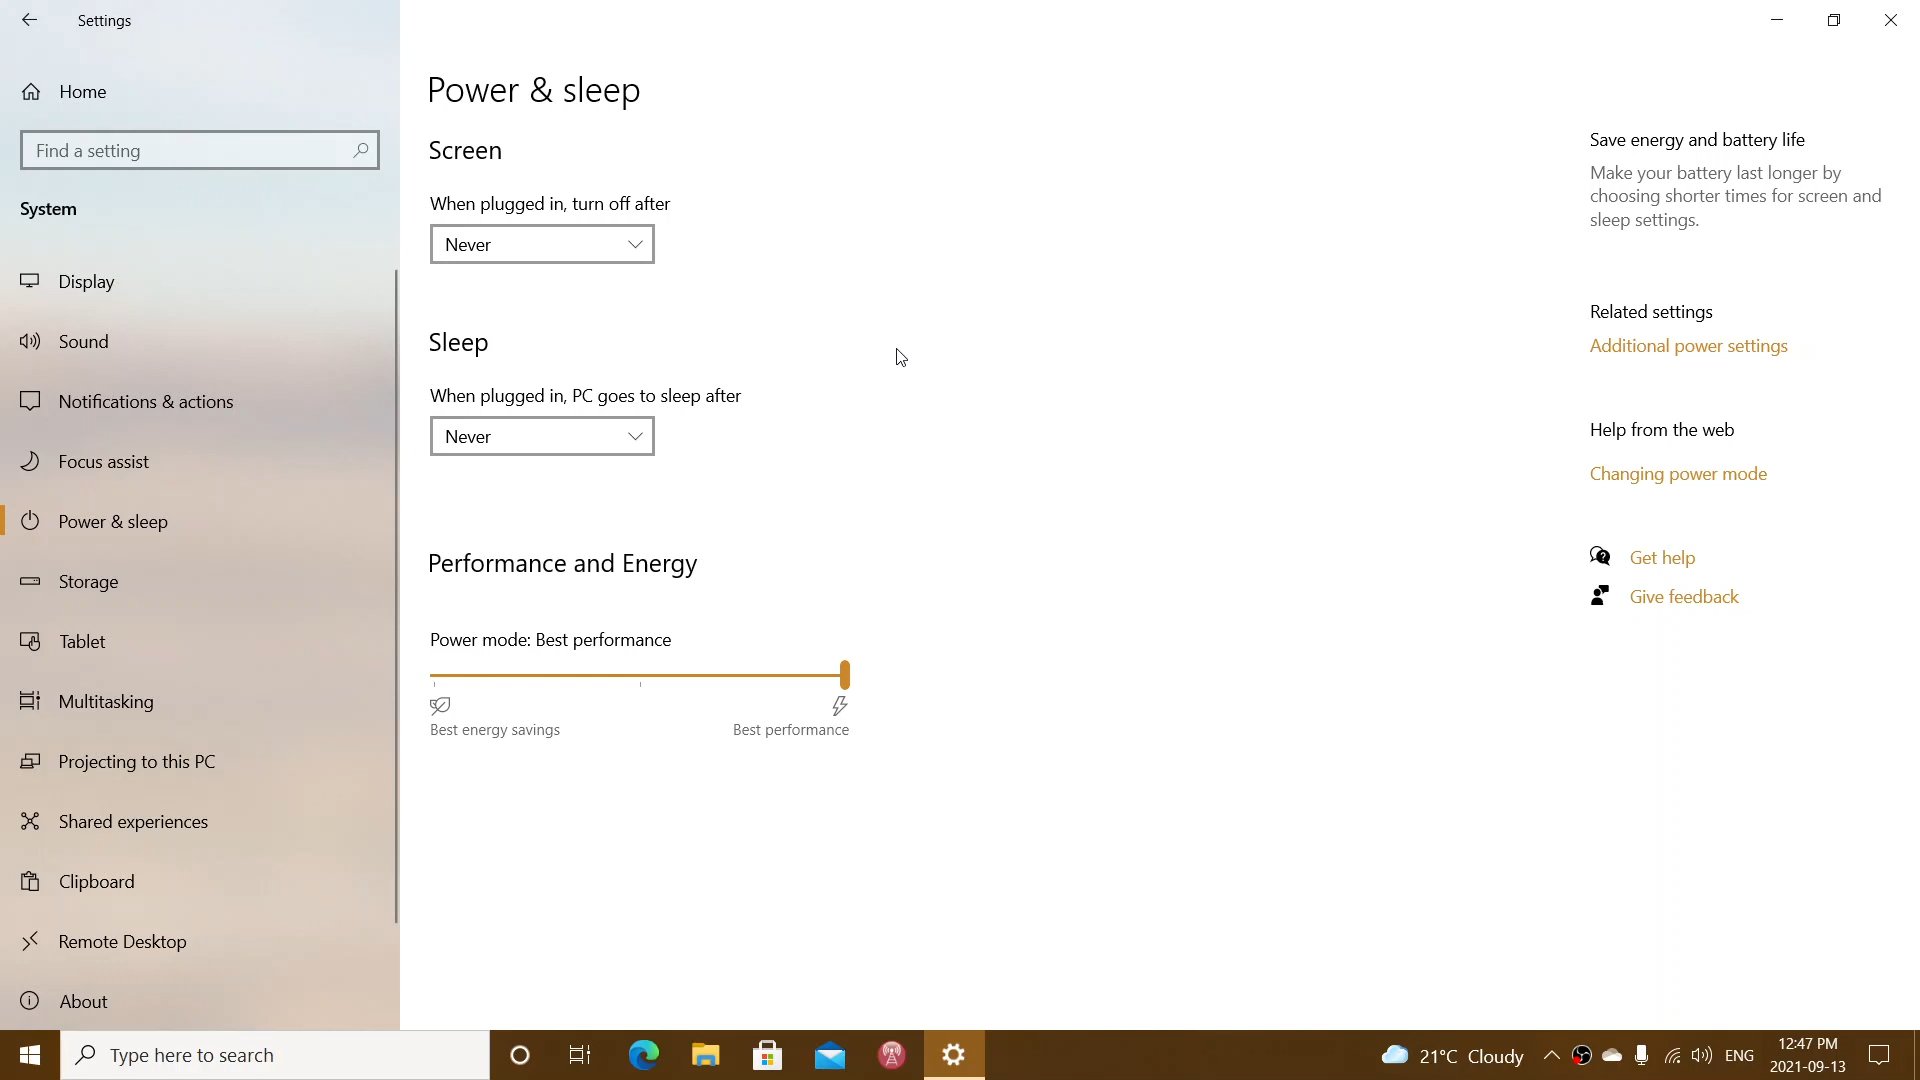 Settings
Home
Find a setting
System
Display
Sound
Notifications & actions
Focus assist
Power & sleep
Storage
Tablet
Multitasking
Projecting to this PC
Shared experiences
Clipboard
Remote Desktop
About
Power & sleep
Screen
When plugged in, turn off after
Never
Sleep
When plugged in, PC goes to sleep after
Never
Performance and Energy
Power mode: Best performance
Best energy savings
Best performance
Save energy and battery life
Make your battery last longer by
choosing shorter times for screen and
sleep settings.
Related settings
Additional power settings
Help from the web
Changing power mode
Get help
Give feedback
Type here to search
21°C Cloudy
ENG
12:47 PM
2021-09-13